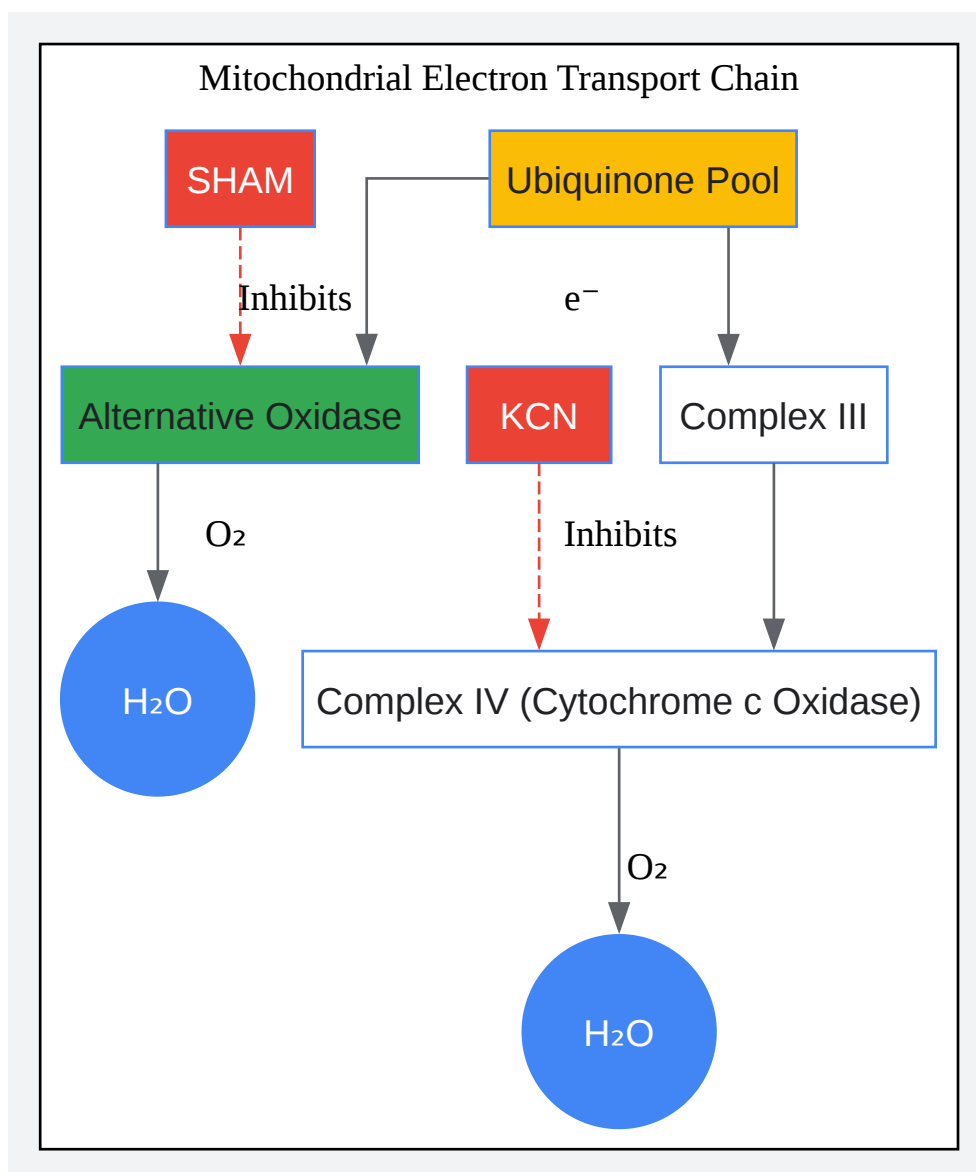 Mitochondrial Electron Transport Chain
SHAM
Ubiquinone Pool
Inhibits
e⁻
Alternative Oxidase
KCN
Complex III
O₂
Inhibits
H₂O
Complex IV (Cytochrome c Oxidase)
O₂
H₂O